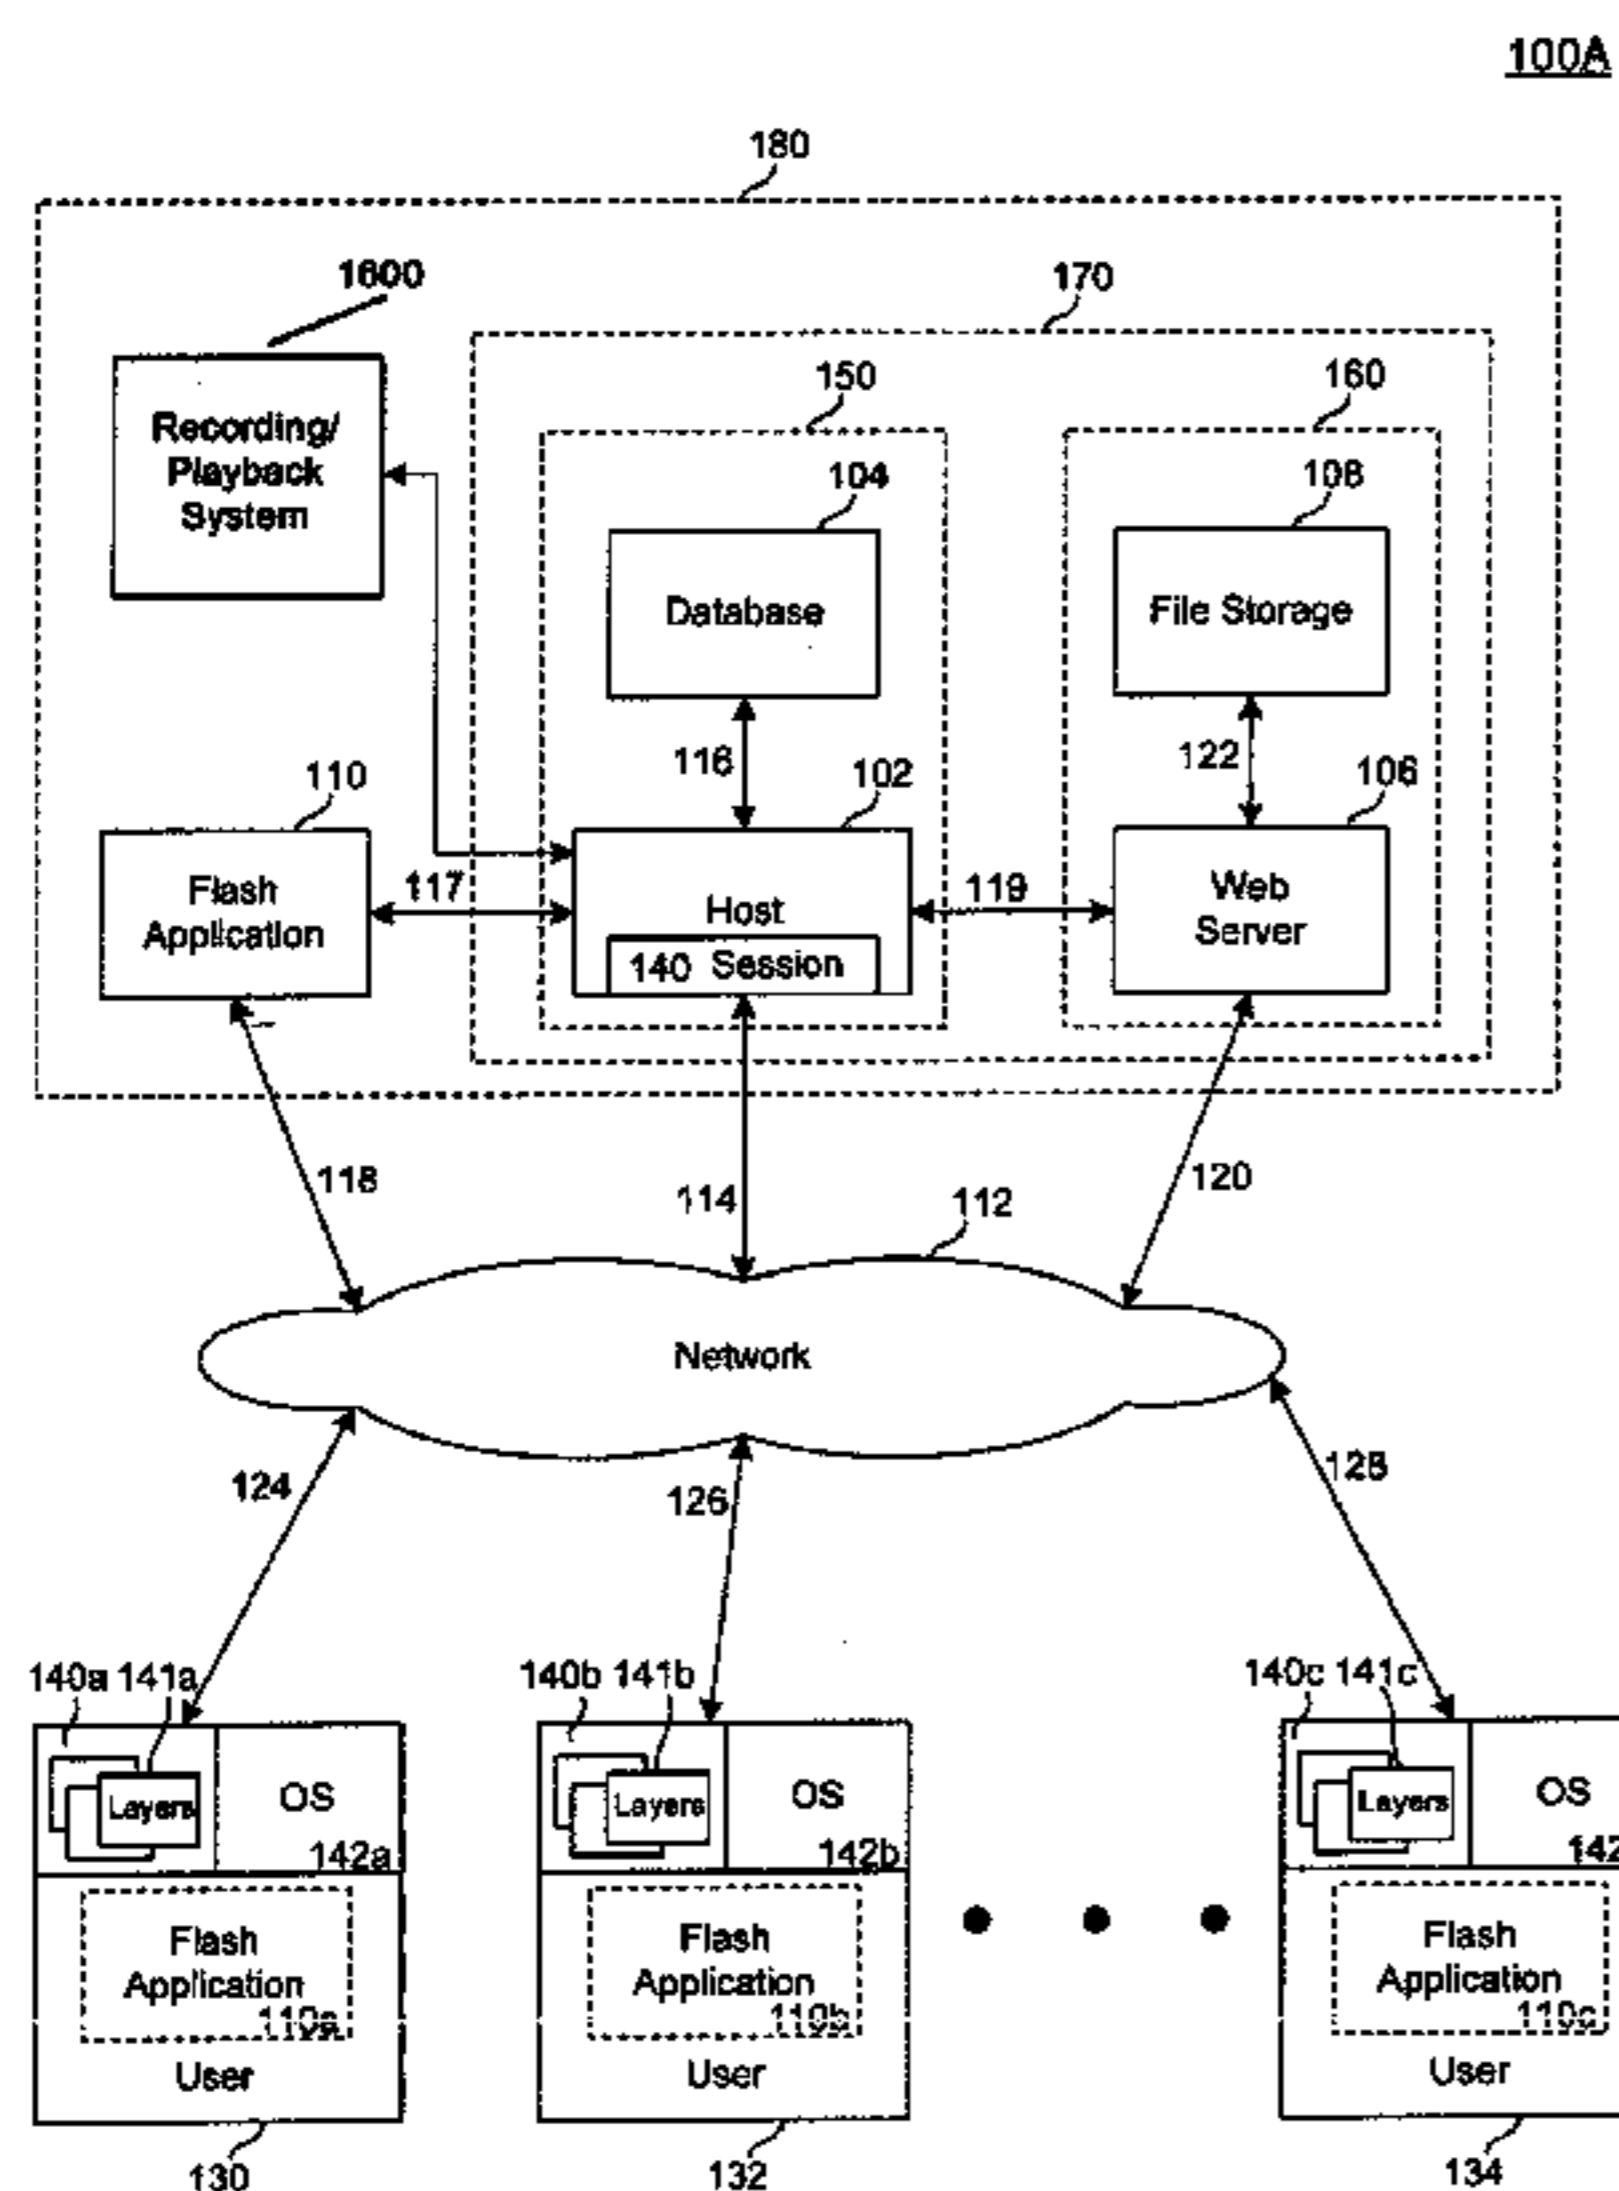 100A
180
1600
170
150
160
Recording/
Playback
System
104
108
Database
File Storage
116
122
110
102
106
Flash
Application
117
Host
140 Session
119
Web
Server
118
114
112
120
Network
124
126
128
140a 141a
140b 141b
140c 141c
Layers
OS
142a
Layers
OS
142b
Layers
OS
142
Flash
Application
110a
User
Flash
Application
110b
User
Flash
Application
110c
User
130
132
134